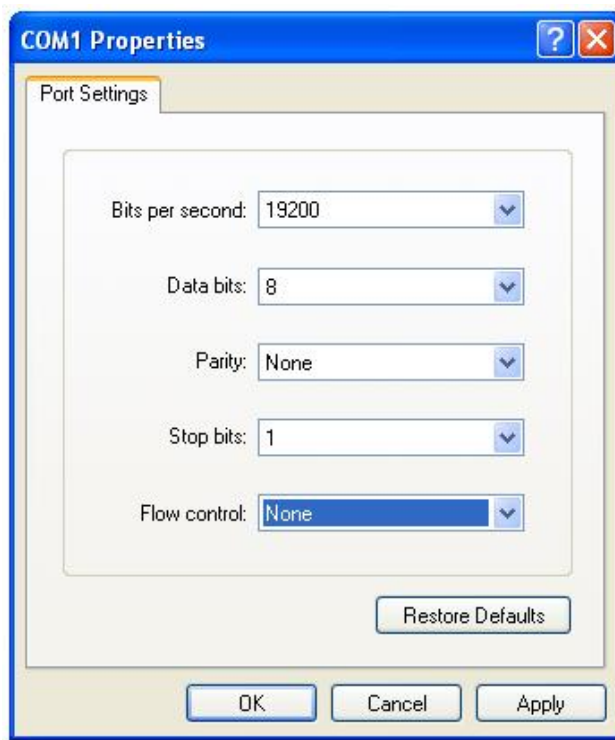 COM1 Properties
Port Settings
Bits per second: 19200
Data bits: 8
Parity: None
Stop bits: 1
Flow control: None
Restore Defaults
OK Cancel Apply